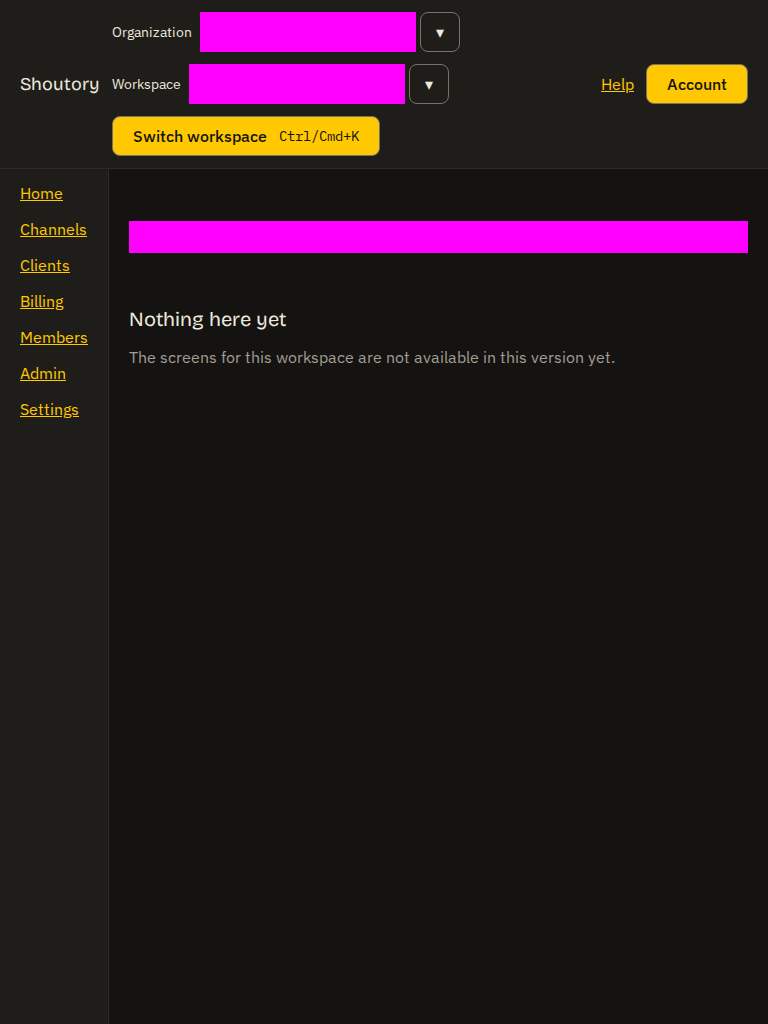 Organization ▼
Shoutory Workspace ▼ Help Account
Switch workspace Ctrl/Cmd+K
Home
Channels
Clients
Billing
Members
Admin
Settings
Nothing here yet
The screens for this workspace are not available in this version yet.